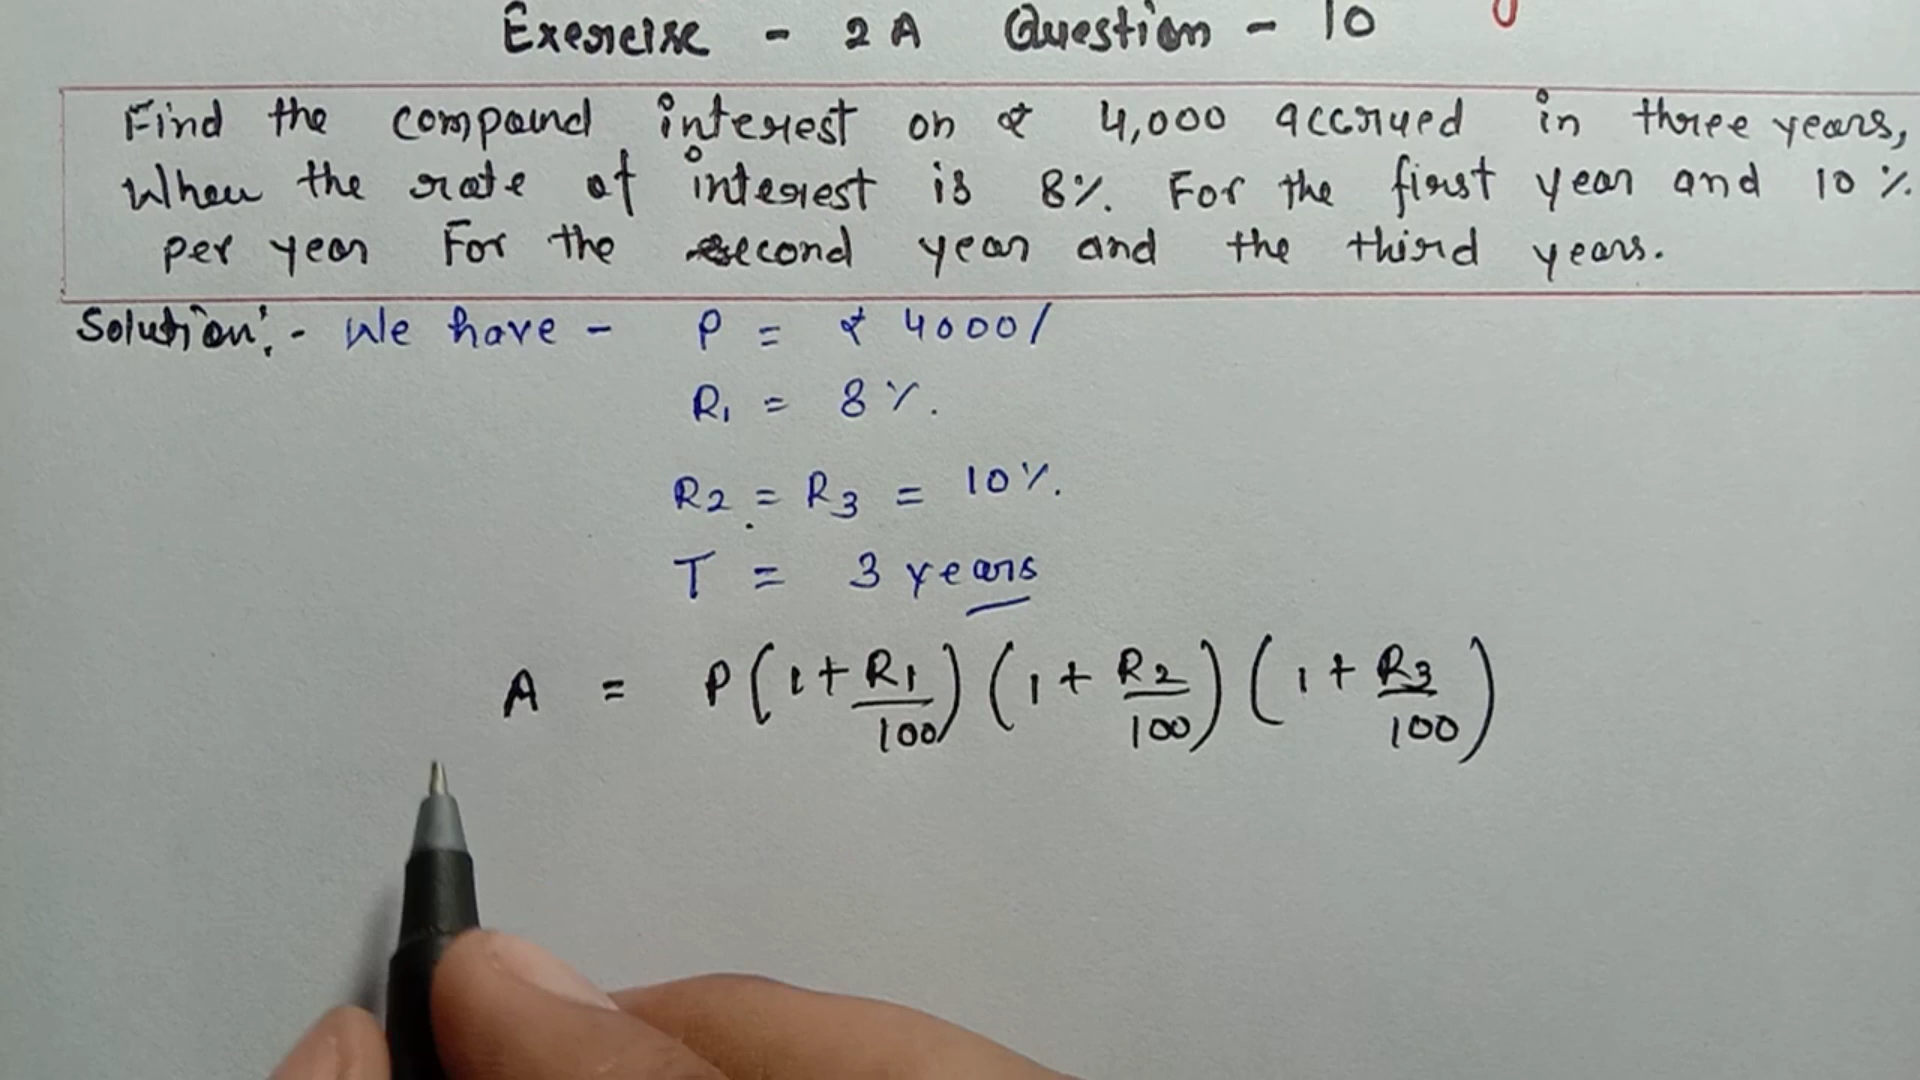 Exercise - 2A Question - 10
Find the compound interest on ₹ 4,000 accrued in three years,
When the rate of interest is 8%. For the first year and 10%.
per year For the second year and the third years.
Solution:- We have - P = ₹ 4000/
R1 = 8%.
R2 = R3 = 10%.
T = 3 years
A = P(1+R1/100)(1+R2/100)(1+R3/100)